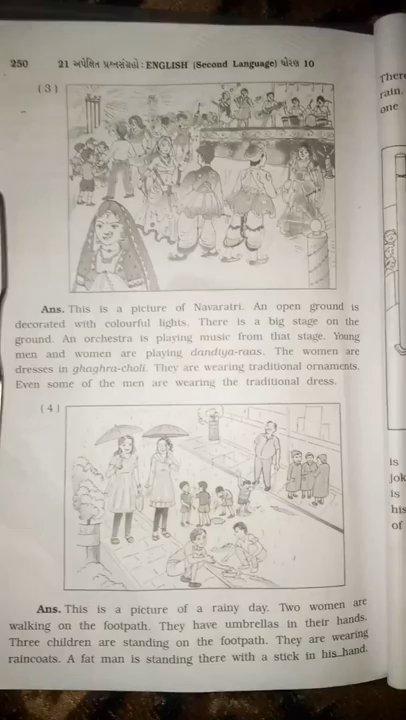 250 21 અપેક્ષિત પ્રશ્નસંગ્રહો : ENGLISH (Second Language) ધોરણ 10
(3)
Ans. This is a picture of Navaratri. An open ground is
decorated with colourful lights. There is a big stage on the
ground. An orchestra is playing music from that stage. Young
men and women are playing dandiya-raas. The women are
dresses in ghaghra-choli. They are wearing traditional ornaments.
Even some of the men are wearing the traditional dress.
(4)
Ans. This is a picture of a rainy day. Two women are
walking on the footpath. They have umbrellas in their hands.
Three children are standing on the footpath. They are wearing
raincoats. A fat man is standing there with a stick in his hand.
There
rain.
one
is
jok
is
his
of